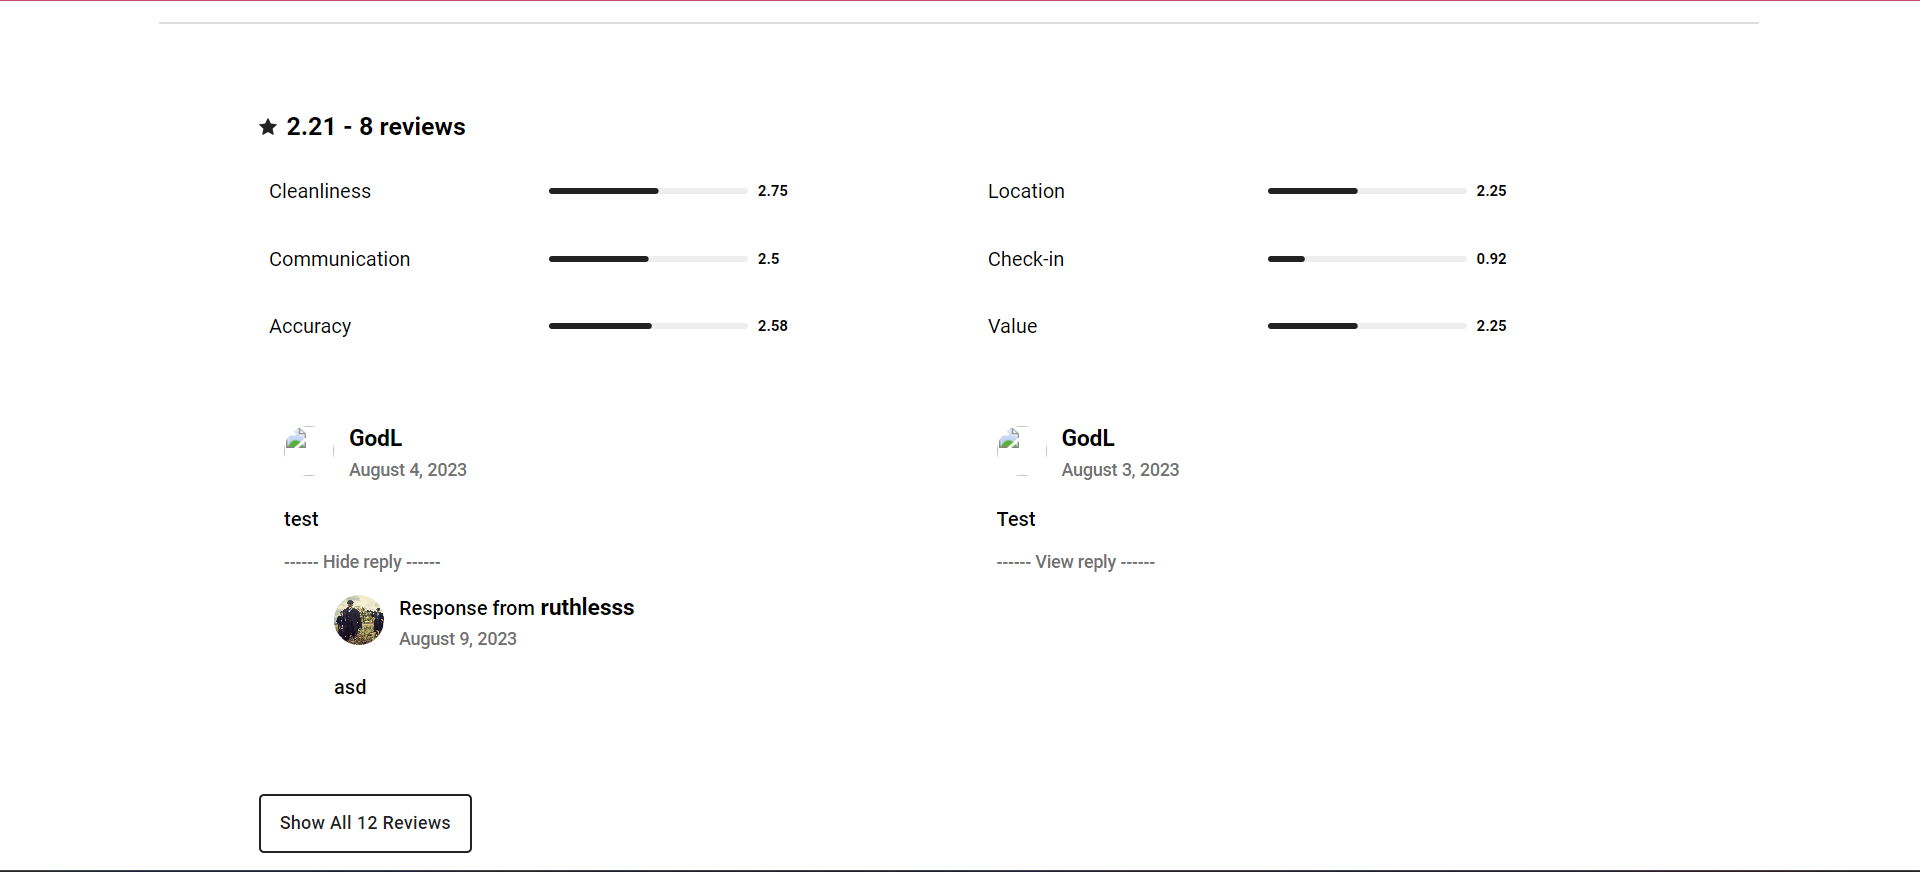 2.21 - 8 reviews
Cleanliness 2.75
Location 2.25
Communication 2.5
Check-in 0.92
Accuracy 2.58
Value 2.25
GodL
August 4, 2023
test
------ Hide reply ------
Response from ruthlesss
August 9, 2023
asd
GodL
August 3, 2023
Test
------ View reply ------
Show All 12 Reviews